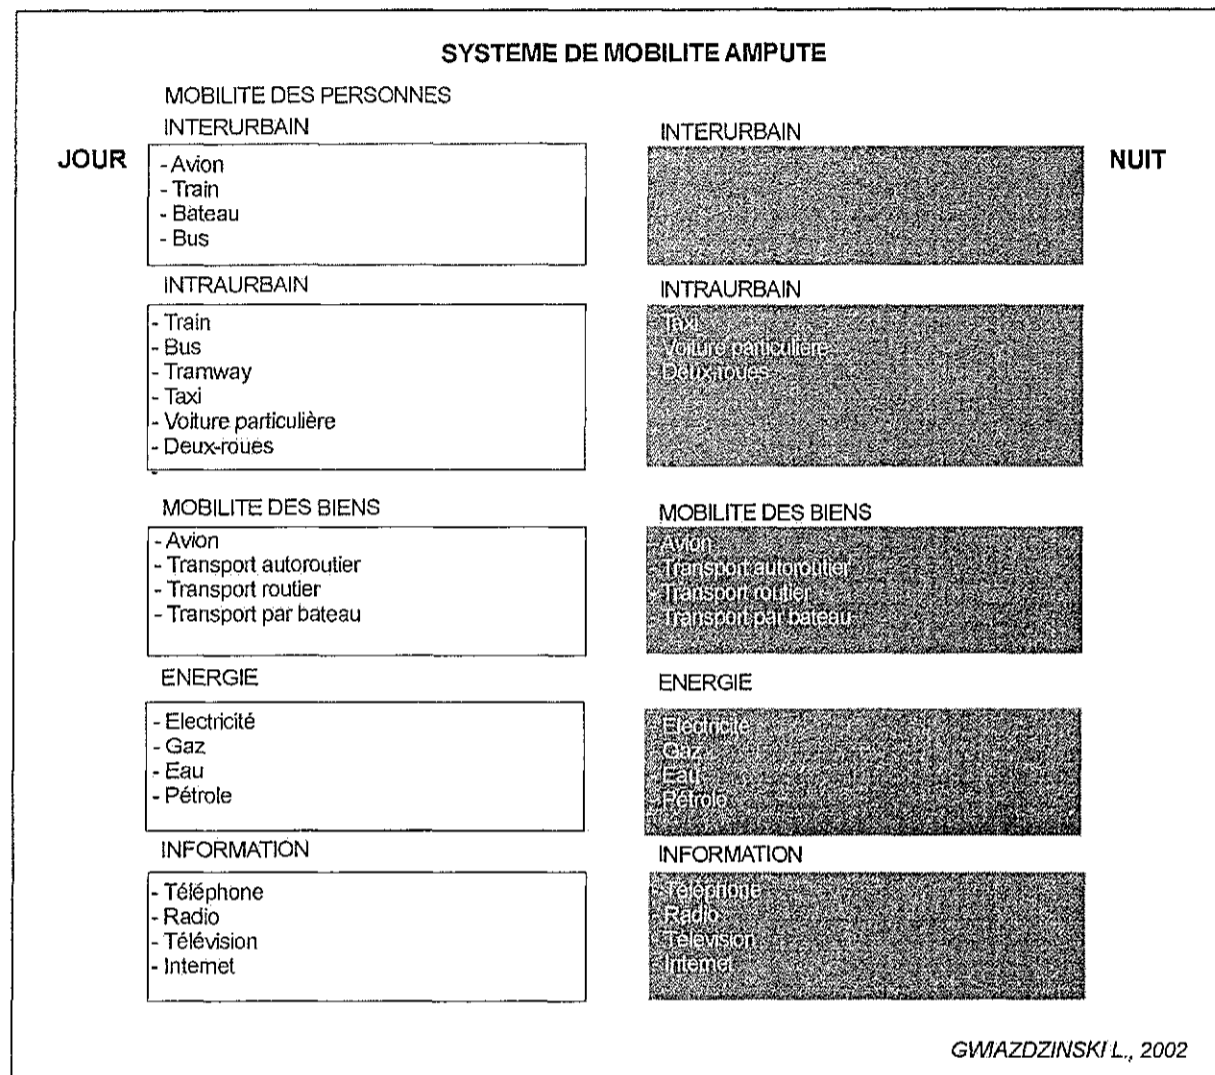 SYSTEME DE MOBILITE AMPUTE
MOBILITE DES PERSONNES
JOUR
INTERURBAIN
- Avion
- Train
- Bateau
- Bus
INTRAURBAIN
- Train
- Bus
- Tramway
- Taxi
- Voiture particulière
- Deux-roues
-
MOBILITE DES BIENS
- Avion
- Transport autoroutier
- Transport routier
- Transport par bateau
ENERGIE
- Electricité
- Gaz
- Eau
- Pétrole
INFORMATION
- Téléphone
- Radio
- Télévision
- Internet
NUIT
INTERURBAIN
INTRAURBAIN
- Taxi
- Voiture particulière
- Deux-roues
MOBILITE DES BIENS
- Avion
- Transport autoroutier
- Transport routier
- Transport par bateau
ENERGIE
- Electricité
- Gaz
- Eau
- Pétrole
INFORMATION
- Téléphone
- Radio
- Télévision
- Internet
GWIAZDZINSKI L., 2002